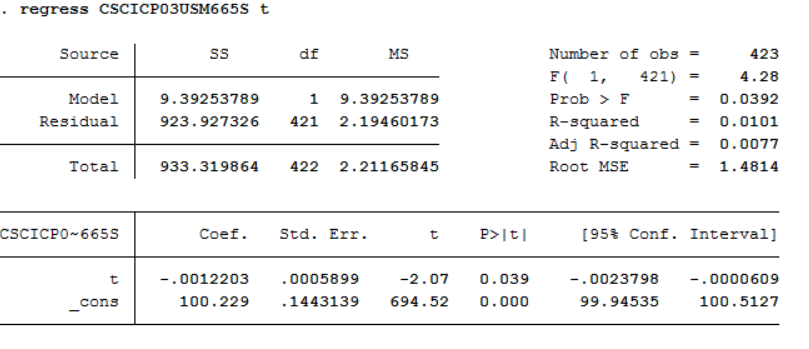 . regress CSCICP03USM665S t
Source SS df MS Number of obs = 423
F( 1, 421) = 4.28
Model 9.39253789 1 9.39253789 Prob > F = 0.0392
Residual 923.927326 421 2.19460173 R-squared = 0.0101
Adj R-squared = 0.0077
Total 933.319864 422 2.21165845 Root MSE = 1.4814
CSCICP0~665S Coef. Std. Err. t P>|t| [95% Conf. Interval]
t -.0012203 .0005899 -2.07 0.039 -.0023798 -.0000609
_cons 100.229 .1443139 694.52 0.000 99.94535 100.5127